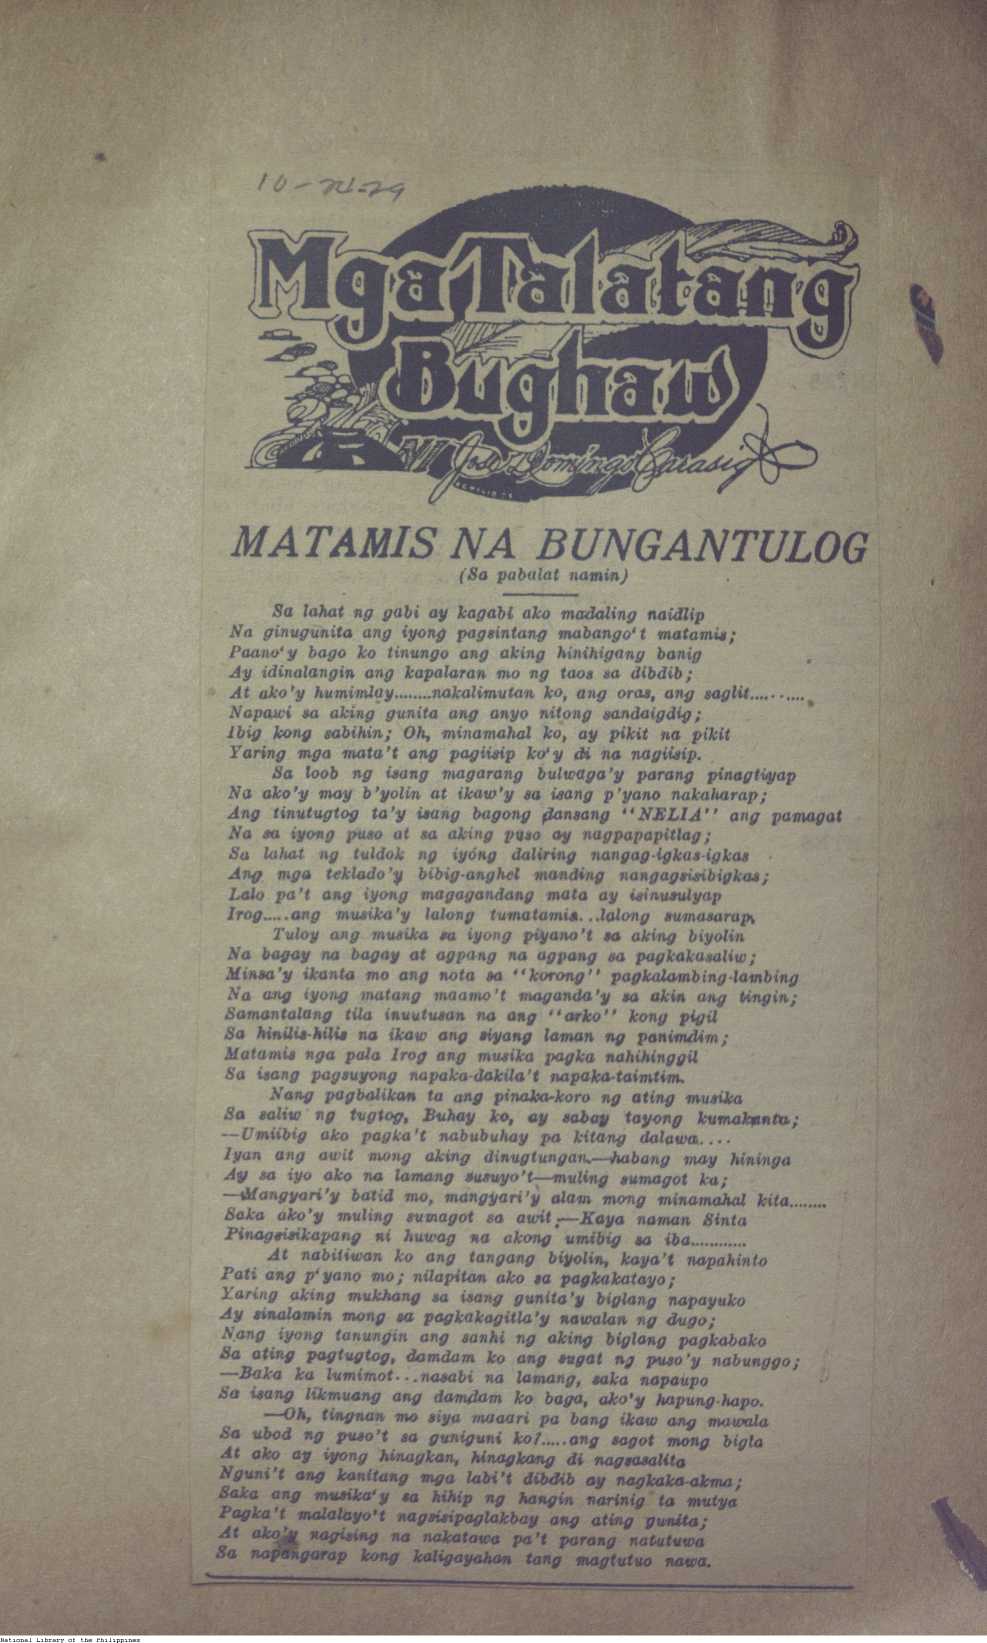 10-24-29
Mga Talatang
Bughaw
NI Jose Domingo Carasig
MATAMIS NA BUNGANTULOG
(Sa pabalat namin)
Sa lahat ng gabi ay kagabi ako madaling naidlip
Na ginugunita ang iyong pagsintang mabango‘t matamis;
Paano‘y bago ko tinungo ang aking hinihigang banig
Ay idinalangin ang kapalaran mo ng taos sa dibdib;
At ako’y humimlay........nakalimutan ko, ang oras, ang saglit..........
Napawi sa aking gunita ang anyo nitong sandaigdig;
Ibig kong sabihin; Oh, minamahal ko, ay pikit na pikit
Yaring mga mata’t ang pagiisip ko‘y di na nagiisip.
Sa loob ng isang magarang bulwaga’y parang pinagtiyap
Na ako’y may b’yolin at ikaw’y sa isang p’yano nakaharap;
Ang tinutugtog ta’y isang bagong dansang “NELIA” ang pamagat
Na sa iyong puso at sa aking puso ay nagpapapitlag;
Sa lahat ng tuldok ng iyóng daliring nangag-igkas-igkas
Ang mga teklado’y bibig-anghel manding nangagsisibigkas;
Lalo pa’t ang iyong magagandang mata ay isinusulyap
Irog.....ang musika’y lalong tumatamis...lalong sumasarap,
Tuloy ang musika sa iyong piyano’t sa aking biyolin
Na bagay na bagay at agpang na agpang sa pagkakasaliw;
Minsa’y ikanta mo ang nota sa “korong” pagkalambing-lambing
Na ang iyong matang maamo’t maganda’y sa akin ang tingin;
Samantalang tila inuutusan na ang “arko” kong pigil
Sa hinilis-hilis na ikaw ang siyang laman ng panimdim;
Matamis nga pala Irog ang musika pagka nahihinggil
Sa isang pagsuyong napaka-dakila’t napaka-taimtim.
Nang pagbalikan ta ang pinaka-koro ng ating musika
Sa saliw ng tugtog, Buhay ko, ay sabay tayong kumakanta;
—Umiibig ako pagka’t nabubuhay pa kitang dalawa....
Iyan ang awit mong aking dinugtungan.—habang may hininga
Ay sa iyo ako na lamang susuyo’t—muling sumagot ka;
—Mangyari’y batid mo, mangyari’y alam mong minamahal kita........
Saka ako’y muling sumagot sa awit;—Kaya naman Sinta
Pinagsisikapang ni huwag na akong umibig sa iba............
At nabitiwan ko ang tangang biyolin, kaya’t napahinto
Pati ang p‘yano mo; nilapitan ako sa pagkakatayo;
Yaring aking mukhang sa isang gunita’y biglang napayuko
Ay sinalamin mong sa pagkakagitla’y nawalan ng dugo;
Nang iyong tanungin ang sanhi ng aking biglang pagkabako
Sa ating pagtugtog, damdam ko ang sugat ng puso’y nabunggo;
—Baka ka lumimot...nasabi na lamang, saka napaupo
Sa isang likmuang ang damdam ko baga, ako’y hapung-hapo.
—Oh, tingnan mo siya maaari pa bang ikaw ang mawala
Sa ubod ng puso’t sa guniguni ko?.....ang sagot mong bigla
At ako ay iyong hinagkan, hinagkang di nagsasalita
Nguni’t ang kanitang mga labi’t dibdib ay nagkaka-akma;
Saka ang musika‘y sa hihip ng hangin narinig ta mutya
Pagka’t malalayo’t nagsisipaglakbay ang ating gunita;
At ako’y nagising na nakatawa pa’t parang natutuwa
Sa napangarap kong kaligayahan tang magtutuo nawa.
National Library of the Philippines